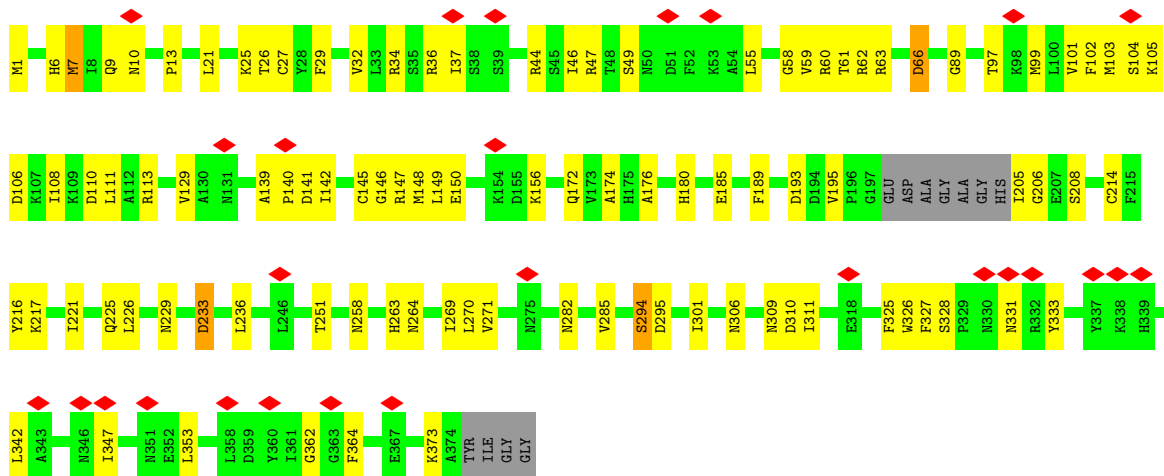 M1 H6 M7 I8 Q9 N10 P13 L21 K25 T26 C27 Y28 F29 V32 L33 R34 S35 R36 I37 S38 S39 R44 S45 I46 R47 T48 S49 N50 D51 F52 K53 A54 L55 G58 V59 R60 T61 R62 R63 D66 G89 T97 K98 M99 L100 V101 F102 M103 S104 K105
D106 K107 I108 K109 D110 L111 A112 R113 V129 A130 N131 A139 P140 D141 I142 C145 G146 R147 M148 L149 E150 K154 D155 K156 Q172 V173 A174 H175 A176 H180 E185 F189 D193 D194 V195 P196 G197 GLU ASP ALA GLY ALA GLY HIS I205 G206 E207 S208 C214 F215
Y216 K217 I221 Q225 L226 N229 D233 L236 L246 T251 N258 H263 N264 I269 L270 V271 N275 N282 V285 S294 D295 I301 N306 N309 D310 I311 E318 F325 W326 F327 S328 P329 N330 N331 R332 Y333 Y337 K338 H339
L342 A343 N346 I347 N351 E352 L353 L358 D359 Y360 I361 G362 G363 F364 E367 K373 A374 TYR ILE GLY GLY